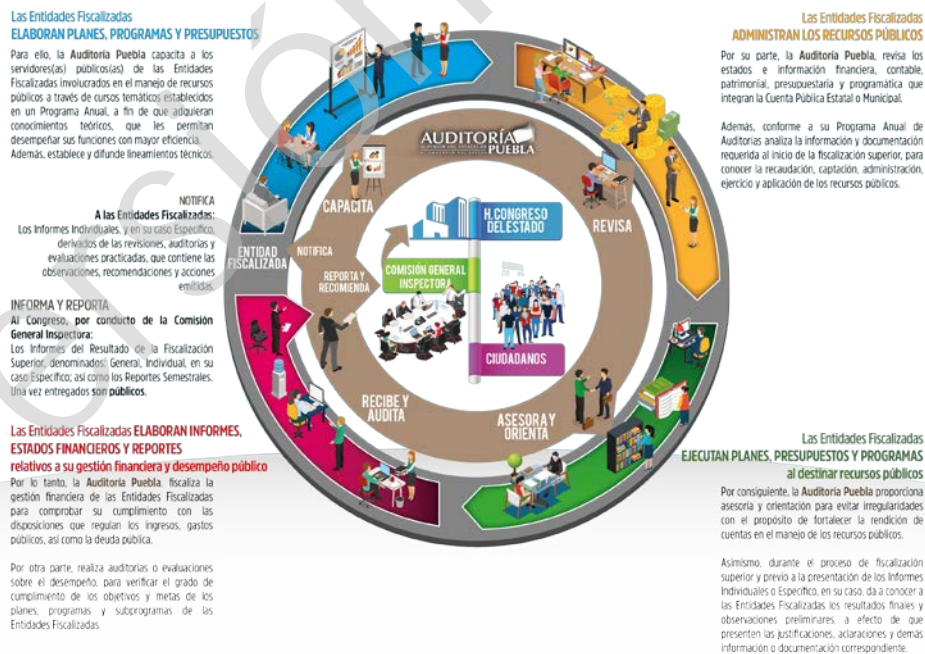 Las Entidades Fiscalizadas
ELABORAN PLANES, PROGRAMAS Y PRESUPUESTOS
Para ello, la Auditoría Puebla capacita a los
servidores(as) públicos(as) de las Entidades
Fiscalizadas involucrados en el manejo de recursos
públicos a través de cursos temáticos establecidos
en un Programa Anual, a fin de que adquieran
conocimientos teóricos, que les permitan
desempeñar sus funciones con mayor eficiencia.
Además, establece y difunde lineamientos técnicos.
NOTIFICA
A las Entidades Fiscalizadas:
Los Informes Individuales, y en su caso Específico,
derivados de las revisiones, auditorías y
evaluaciones practicadas, que contiene las
observaciones, recomendaciones y acciones
emitidas.
INFORMA Y REPORTA
Al Congreso, por conducto de la Comisión
General Inspectora:
Los Informes del Resultado de la Fiscalización
Superior, denominados: General, Individual, en su
caso Específico; así como los Reportes Semestrales.
Una vez entregados son públicos.
Las Entidades Fiscalizadas ELABORAN INFORMES,
ESTADOS FINANCIEROS Y REPORTES
relativos a su gestión financiera y desempeño público
Por lo tanto, la Auditoría Puebla, fiscaliza la
gestión financiera de las Entidades Fiscalizadas
para comprobar su cumplimiento con las
disposiciones que regulan los ingresos, gastos
públicos, así como la deuda pública.
Por otra parte, realiza auditorias o evaluaciones
sobre el desempeño, para verificar el grado de
cumplimiento de los objetivos y metas de los
planes, programas y subprogramas de las
Entidades Fiscalizadas.
AUDITORÍA
PUEBLA
CAPACITA
REVISA
H.CONGRESO
DEL ESTADO
ENTIDAD
FISCALIZADA
NOTIFICA
REPORTA Y
RECOMIENDA
COMISIÓN GENERAL
INSPECTORA
CIUDADANOS
RECIBE Y
AUDITA
ASESORA Y
ORIENTA
Las Entidades Fiscalizadas
ADMINISTRAN LOS RECURSOS PÚBLICOS
Por su parte, la Auditoría Puebla, revisa los
estados e información financiera, contable,
patrimonial, presupuestaria y programática que
integran la Cuenta Pública Estatal o Municipal.
Además, conforme a su Programa Anual de
Auditorias analiza la información y documentación
requerida al inicio de la fiscalización superior, para
conocer la recaudación, captación, administración,
ejercicio y aplicación de los recursos públicos.
Las Entidades Fiscalizadas
EJECUTAN PLANES, PRESUPUESTOS Y PROGRAMAS
al destinar recursos públicos
Por consiguiente, la Auditoría Puebla proporciona
asesoría y orientación para evitar irregularidades
con el propósito de fortalecer la rendición de
cuentas en el manejo de los recursos públicos.
Asimismo, durante el proceso de fiscalización
superior y previo a la presentación de los Informes
Individuales o Específico, en su caso, da a conocer a
las Entidades Fiscalizadas los resultados finales y
observaciones preliminares, a efecto de que
presenten las justificaciones, aclaraciones y demás
información o documentación correspondiente.